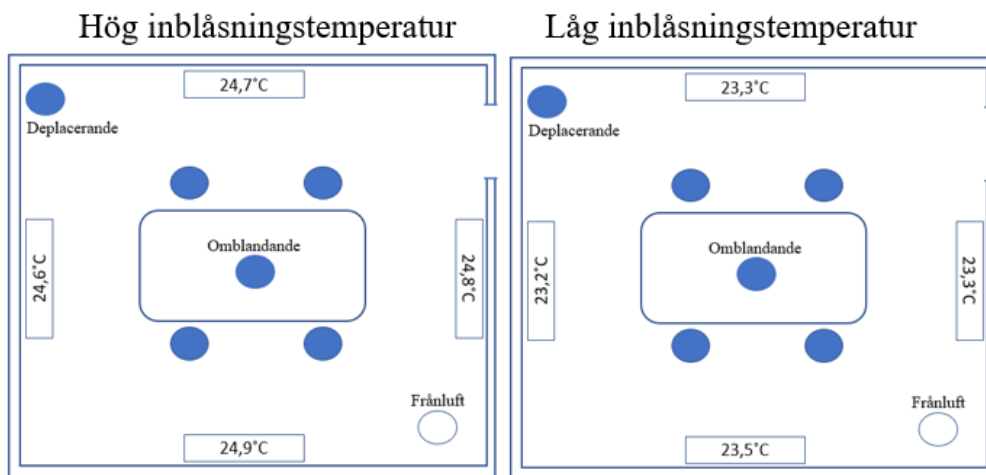 Hög inblåsningstemperatur
24,7°C
Deplacerande
24,6°C
Omblandande
24,8°C
Frånluft
24,9°C
Låg inblåsningstemperatur
23,3°C
Deplacerande
23,2°C
Omblandande
23,3°C
Frånluft
23,5°C